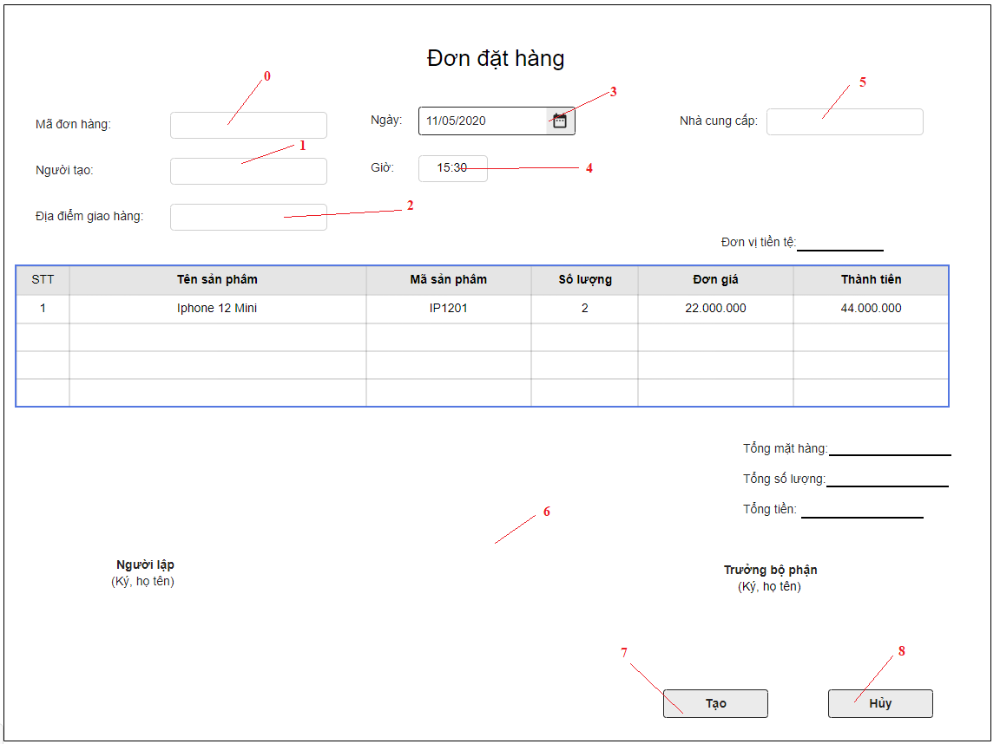 Đơn đặt hàng
0
3
5
Mã đơn hàng:
Ngày: 11/05/2020
Nhà cung cấp:
1
Người tạo:
Giờ: 15:30
4
2
Địa điểm giao hàng:
Đơn vị tiền tệ:
STT Tên sản phẩm Mã sản phẩm Số lượng Đơn giá Thành tiên
1 Iphone 12 Mini IP1201 2 22.000.000 44.000.000
Tổng mặt hàng:
Tổng số lượng:
Tổng tiền:
6
Người lập
(Ký, họ tên)
Trưởng bộ phận
(Ký, họ tên)
7
8
Tạo
Hủy